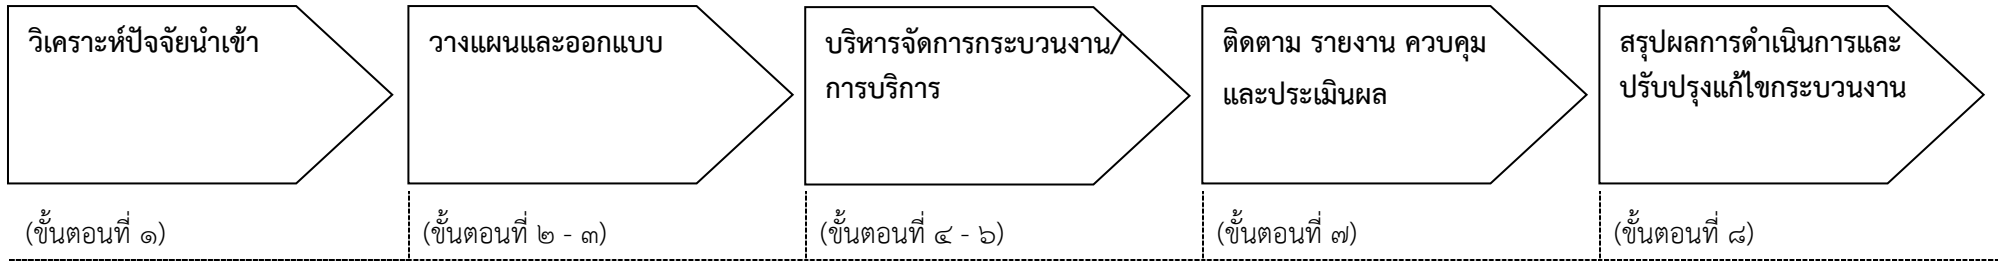 วิเคราะห์ปัจจัยนำเข้า
(ขั้นตอนที่ ๑)
วางแผนและออกแบบ
(ขั้นตอนที่ ๒ - ๓)
บริหารจัดการกระบวนงาน/
การบริการ
(ขั้นตอนที่ ๔ - ๖)
ติดตาม รายงาน ควบคุม
และประเมินผล
(ขั้นตอนที่ ๗)
สรุปผลการดำเนินการและ
ปรับปรุงแก้ไขกระบวนงาน
(ขั้นตอนที่ ๘)